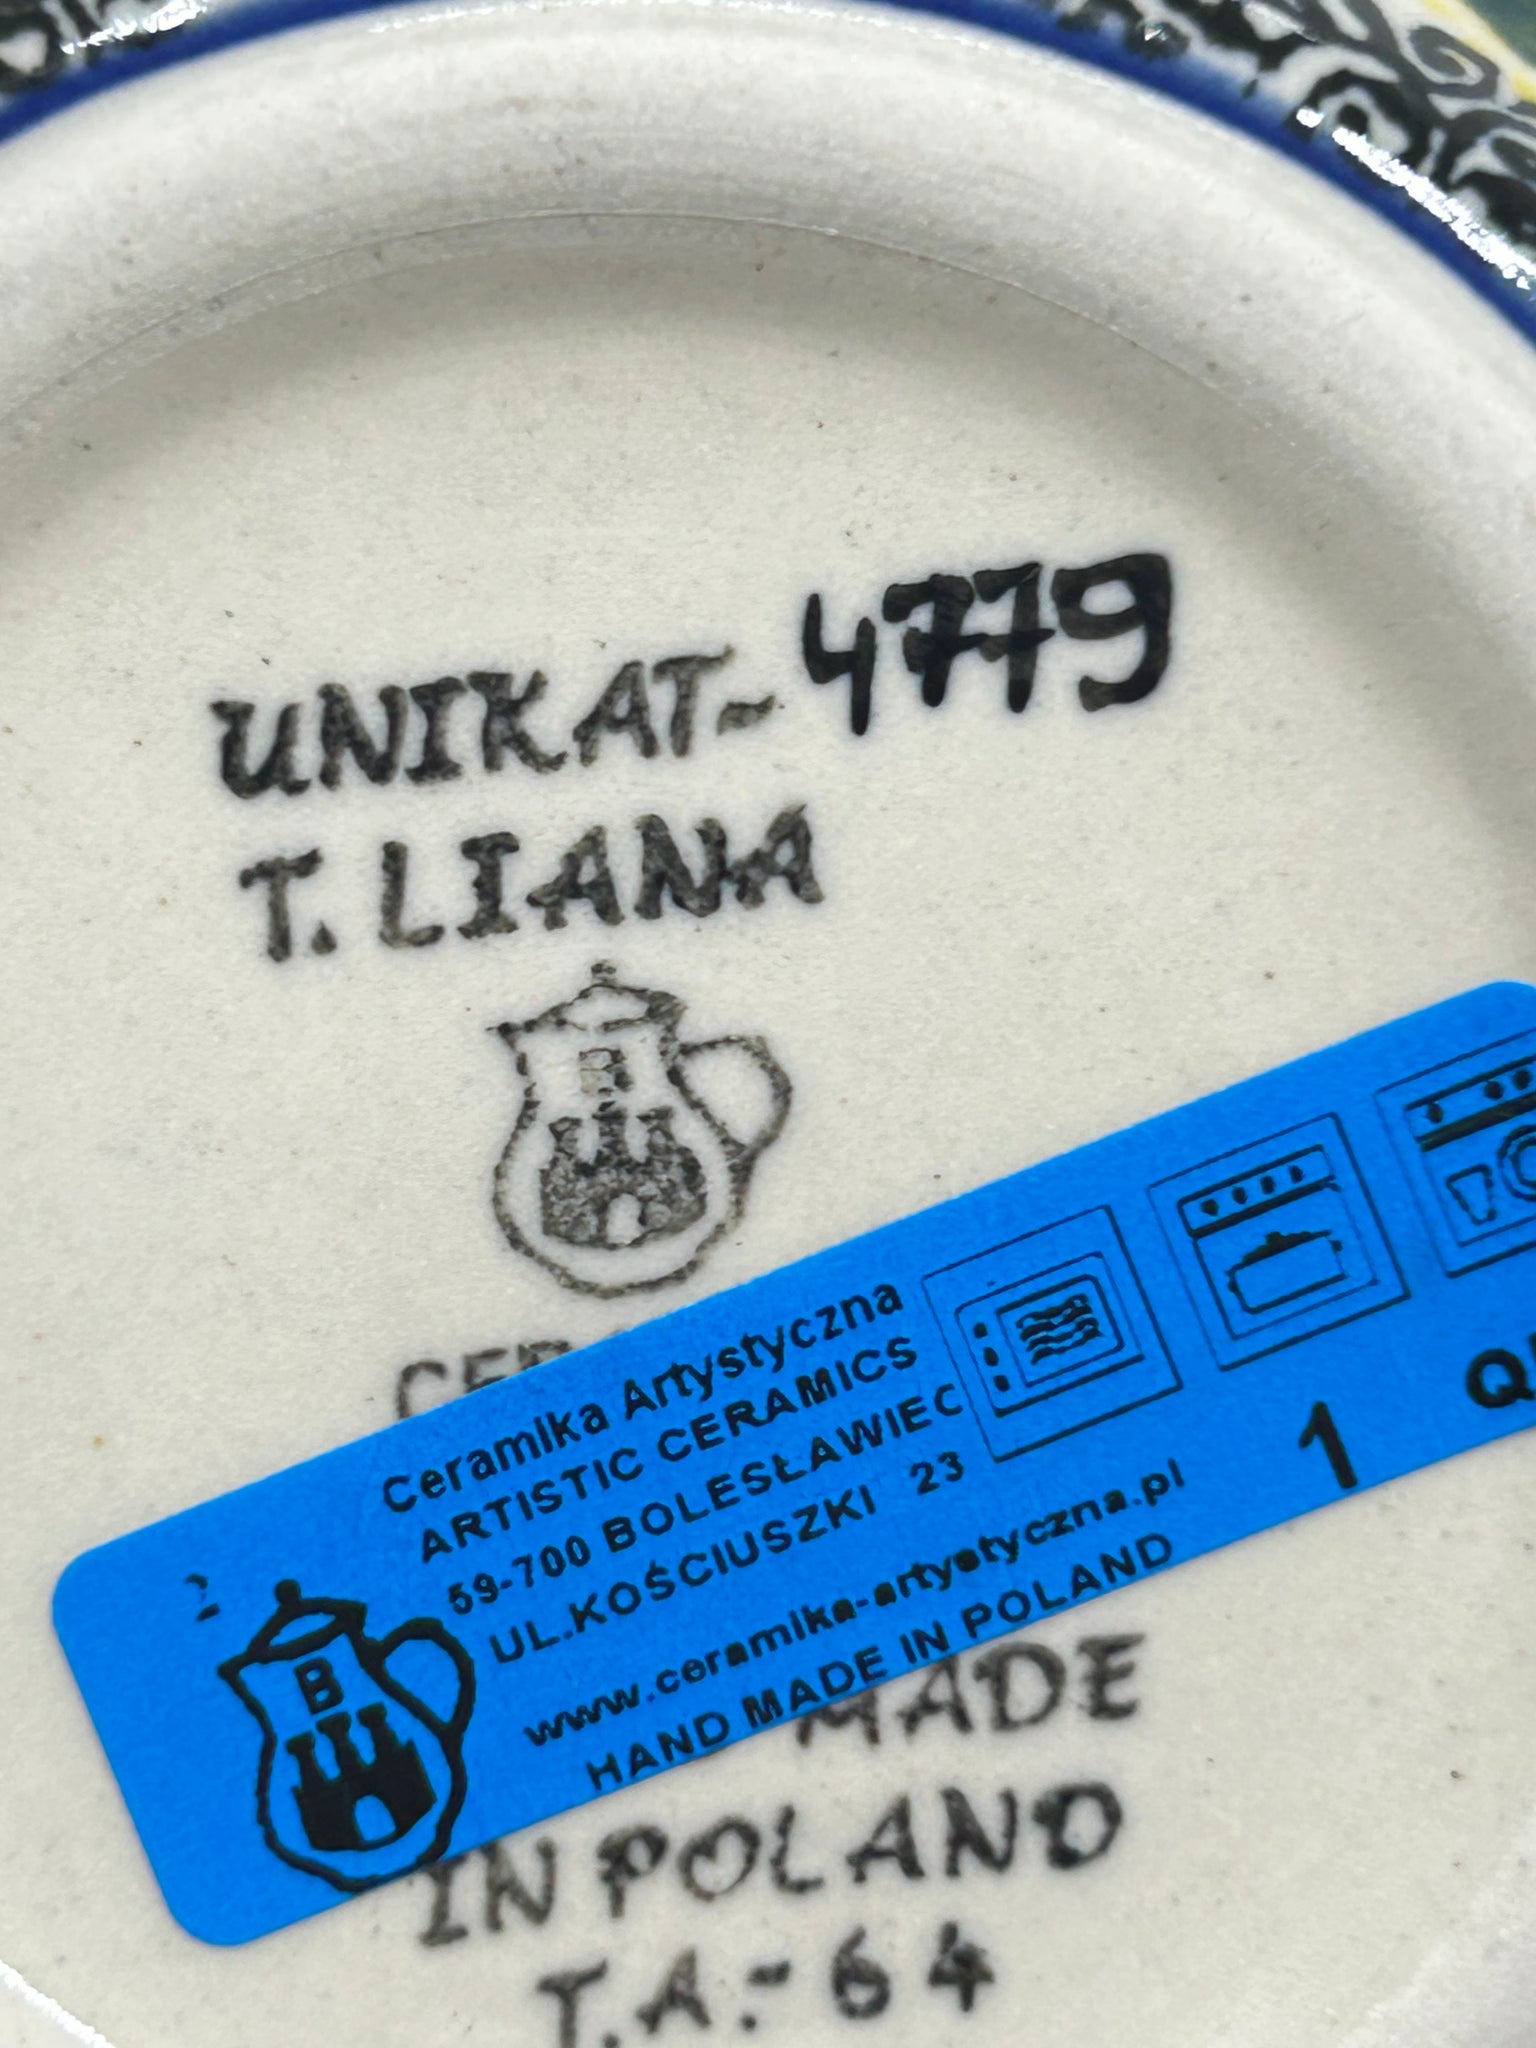 UNIKAT- 4779
T. LIANA
Ceramika Artystyczna
ARTISTIC CERAMICS
59-700 BOLESŁAWIEC
UL.KOŚCIUSZKI 23
www.ceramika-artystyczna.pl
HAND MADE IN POLAND
1
B
MADE
IN POLAND
T.A.-64